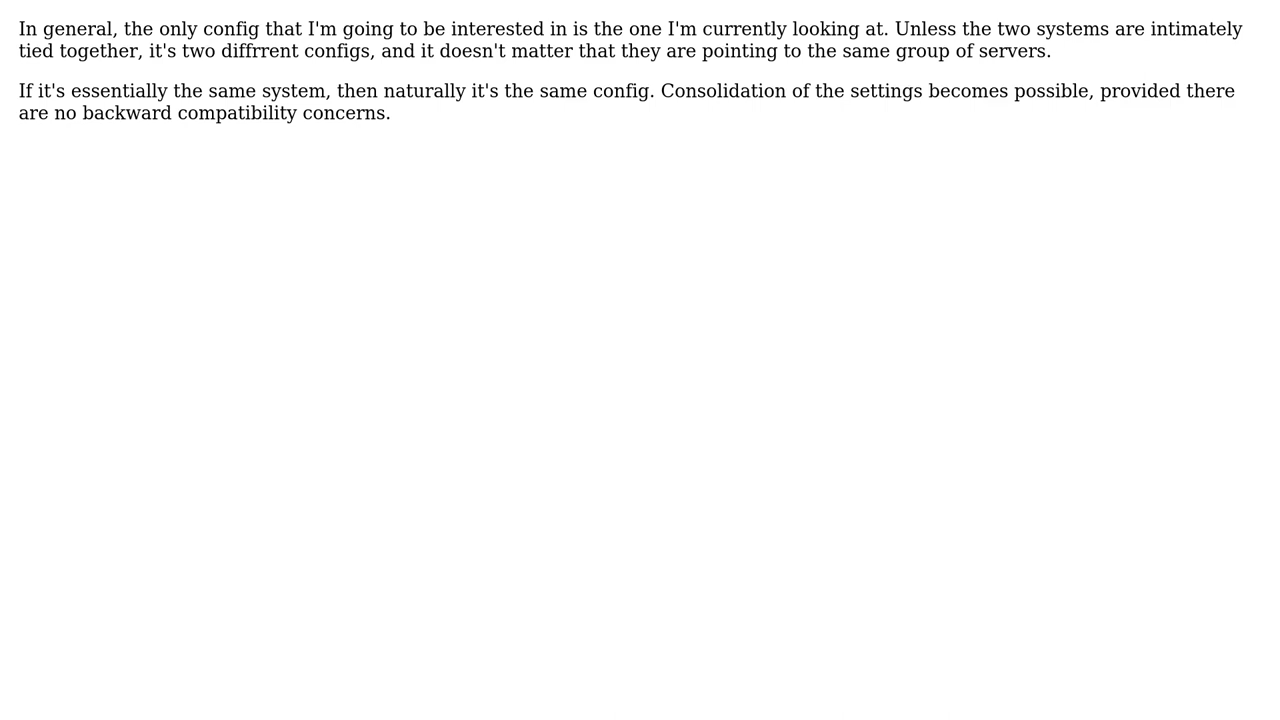 In general, the only config that I'm going to be interested in is the one I'm currently looking at. Unless the two systems are intimately
tied together, it's two diffrrent configs, and it doesn't matter that they are pointing to the same group of servers.
If it's essentially the same system, then naturally it's the same config. Consolidation of the settings becomes possible, provided there
are no backward compatibility concerns.